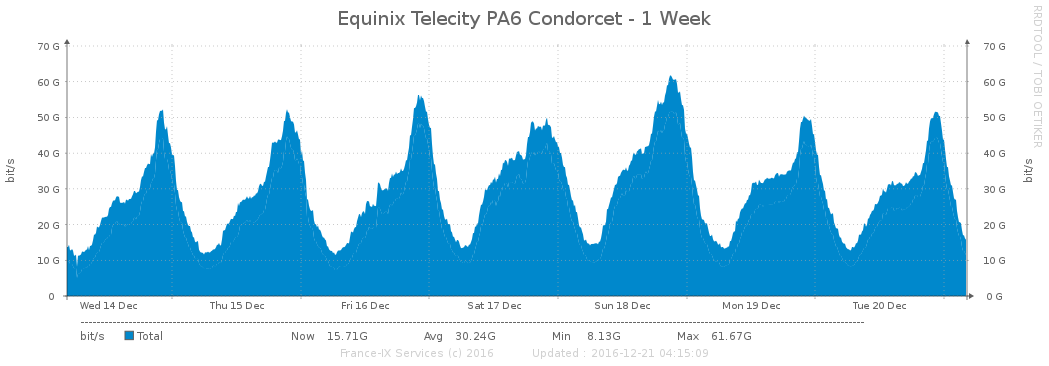 Equinix Telecity PA6 Condorcet - 1 Week
RRDTOOL / TOBI OETIKER
bit/s
70 G 70 G
60 G 60 G
50 G 50 G
40 G 40 G
30 G 30 G
20 G 20 G
10 G 10 G
0 0 G
bit/s
Wed 14 Dec Thu 15 Dec Fri 16 Dec Sat 17 Dec Sun 18 Dec Mon 19 Dec Tue 20 Dec
bit/s Total Now 15.71G Avg 30.24G Min 8.13G Max 61.67G
France-IX Services (c) 2016 Updated : 2016-12-21 04:15:09